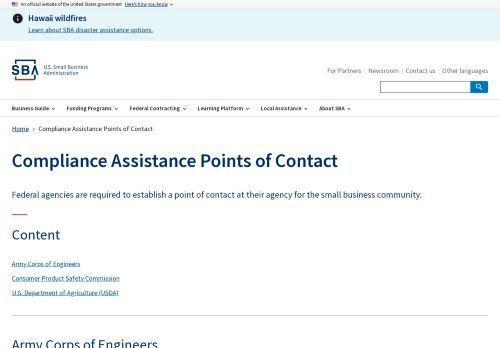 An official website of the United States government Here's how you know
Hawaii wildfires
Learn about SBA disaster assistance options.
SBA
U.S. Small Business
Administration
For Partners Newsroom Contact us Other languages
Business Guide Funding Programs Federal Contracting Learning Platform Local Assistance About SBA
Home Compliance Assistance Points of Contact
Compliance Assistance Points of Contact
Federal agencies are required to establish a point of contact at their agency for the small business community.
Content
Army Corps of Engineers
Consumer Product Safety Commission
U.S. Department of Agriculture (USDA)
Army Corps of Engineers